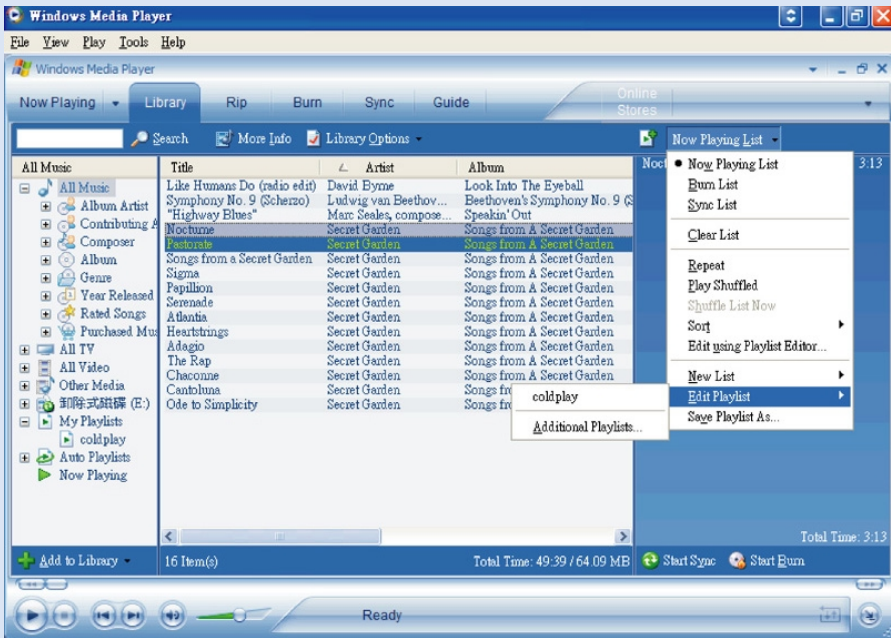 Windows Media Player
File View Play Tools Help
Windows Media Player
Now Playing Library Rip Burn Sync Guide Online Stores
Search More Info Library Options Now Playing List
All Music Title Artist Album
All Music
Album Artist
Contributing A
Composer
Album
Genre
Year Released
Rated Songs
Purchased Mus
All TV
All Video
Other Media
卸除式磁碟 (E:)
My Playlists
coldplay
Auto Playlists
Now Playing
Like Humans Do (radio edit) David Byrne Look Into The Eyeball
Symphony No. 9 (Scherzo) Ludwig van Beethov... Beethoven's Symphony No. 9 (S
"Highway Blues" Marc Seales, compose... Speakin' Out
Nocturne Secret Garden Songs from A Secret Garden
Pastorale Secret Garden Songs from A Secret Garden
Songs from a Secret Garden Secret Garden Songs from A Secret Garden
Sigma Secret Garden Songs from A Secret Garden
Papillion Secret Garden Songs from A Secret Garden
Serenade Secret Garden Songs from A Secret Garden
Atlantia Secret Garden Songs from A Secret Garden
Heartstrings Secret Garden Songs from A Secret Garden
Adagio Secret Garden Songs from A Secret Garden
The Rap Secret Garden Songs from A Secret Garden
Chaconne Secret Garden Songs from A Secret Garden
Cantoluna Secret Garden Songs fr
Ode to Simplicity Secret Garden Songs fr
Noct 3:13
Now Playing List
Burn List
Sync List
Clear List
Repeat
Play Shuffled
Shuffle List Now
Sort
Edit using Playlist Editor...
New List
Edit Playlist
Save Playlist As...
coldplay
Additional Playlists...
Total Time: 3:13
Add to Library 16 Item(s) Total Time: 49:39 / 64.09 MB Start Sync Start Burn
Ready